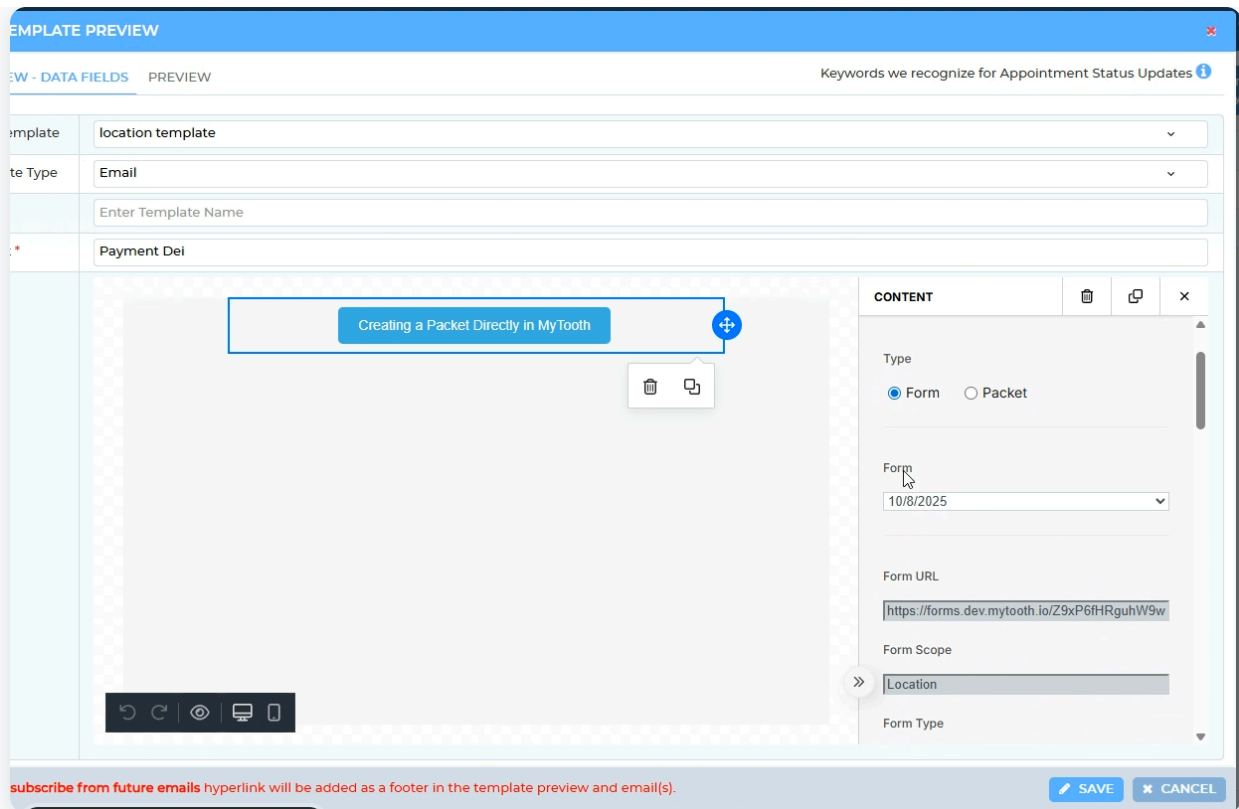 EMPLATE PREVIEW
EW - DATA FIELDS PREVIEW Keywords we recognize for Appointment Status Updates
emplate location template
te Type Email
Enter Template Name
: * Payment Dei
CONTENT
Creating a Packet Directly in MyTooth
Type
Form Packet
Form
10/8/2025
Form URL
https://forms.dev.mytooth.io/Z9xP6fHRguhW9w
Form Scope
Location
Form Type
subscribe from future emails hyperlink will be added as a footer in the template preview and email(s).
SAVE CANCEL